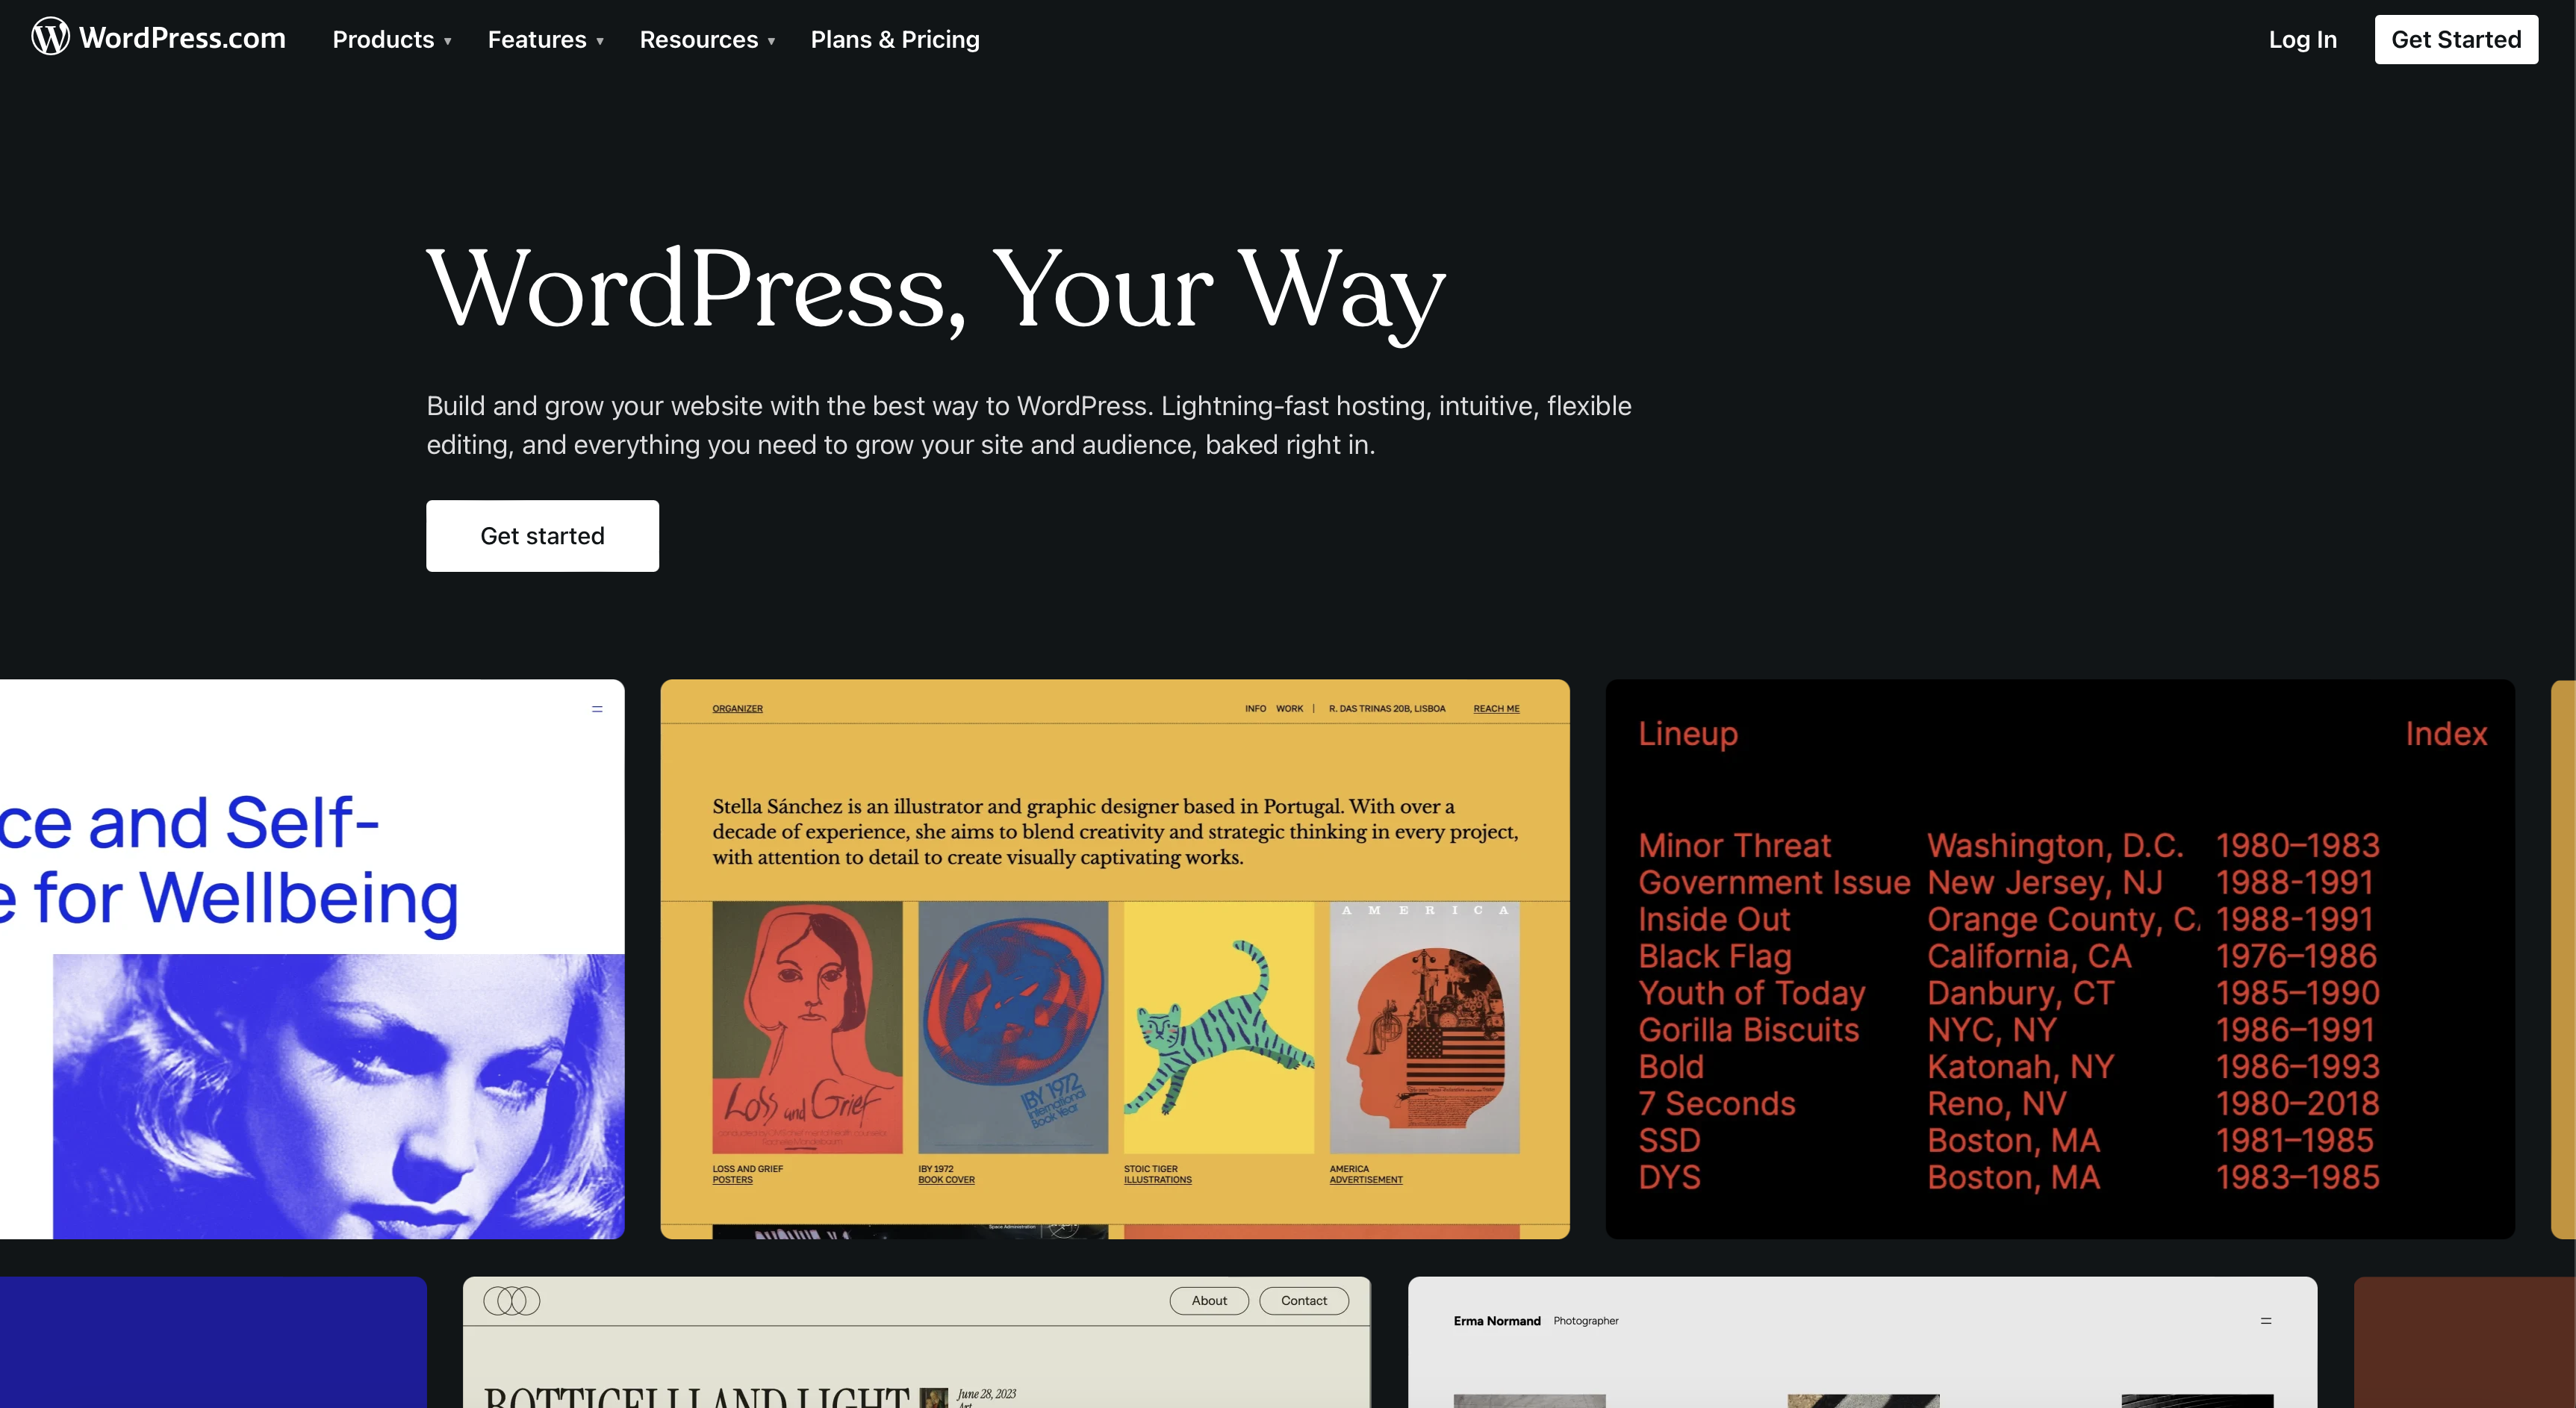 WordPress.com
Products ▾
Features ▾
Resources ▾
Plans & Pricing
Log In
Get Started
WordPress, Your Way
Build and grow your website with the best way to WordPress. Lightning-fast hosting, intuitive, flexible
editing, and everything you need to grow your site and audience, baked right in.
Get started
ce and Self-
e for Wellbeing
ORGANIZER
INFO WORK | R. DAS TRINAS 20B, LISBOA REACH ME
Stella Sánchez is an illustrator and graphic designer based in Portugal. With over a
decade of experience, she aims to blend creativity and strategic thinking in every project,
with attention to detail to create visually captivating works.
Loss and Grief
IBY 1972
International
Book Year
AMERICA
LOSS AND GRIEF
POSTERS
IBY 1972
BOOK COVER
STOIC TIGER
ILLUSTRATIONS
AMERICA
ADVERTISEMENT
Space Administration
Lineup Index
Minor Threat Washington, D.C. 1980–1983
Government Issue New Jersey, NJ 1988-1991
Inside Out Orange County, C 1988-1991
Black Flag California, CA 1976–1986
Youth of Today Danbury, CT 1985–1990
Gorilla Biscuits NYC, NY 1986–1991
Bold Katonah, NY 1986–1993
7 Seconds Reno, NV 1980–2018
SSD Boston, MA 1981–1985
DYS Boston, MA 1983–1985
About
Contact
BOTTICELLI AND LIGHT
June 28, 2023
Art
Erma Normand Photographer